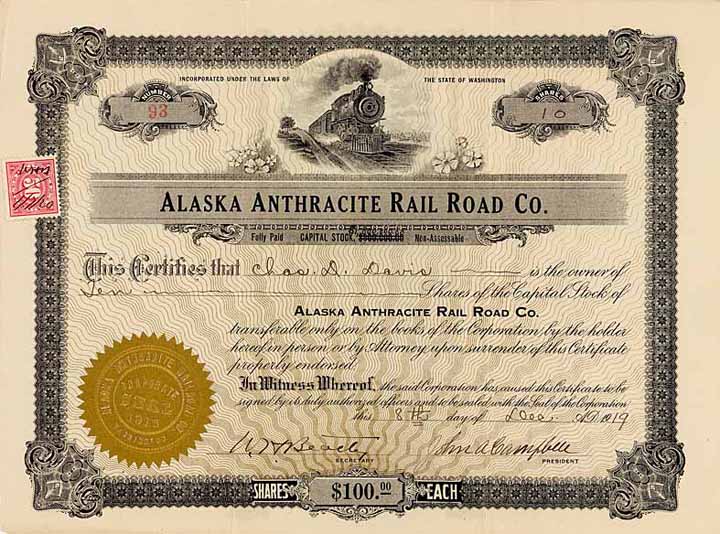 INCORPORATED UNDER THE LAWS OF THE STATE OF WASHINGTON
NUMBER
93
SHARES
10
ALASKA ANTHRACITE RAIL ROAD CO.
Fully Paid CAPITAL STOCK, Non-Assessable
This Certifies that Chas. D. Davis is the owner of
Ten Shares of the Capital Stock of
ALASKA ANTHRACITE RAIL ROAD CO.
transferable only on the books of the Corporation by the holder
hereof in person or by Attorney upon surrender of this Certificate
properly endorsed.
In Witness Whereof, the said Corporation has caused this Certificate to be
signed by its duly authorized officers and to be sealed with the Seal of the Corporation
this 8th day of Dec. A.D. 1919
SECRETARY
Jno. A. Campbell
PRESIDENT
CORPORATE
SHARES $100.00 EACH